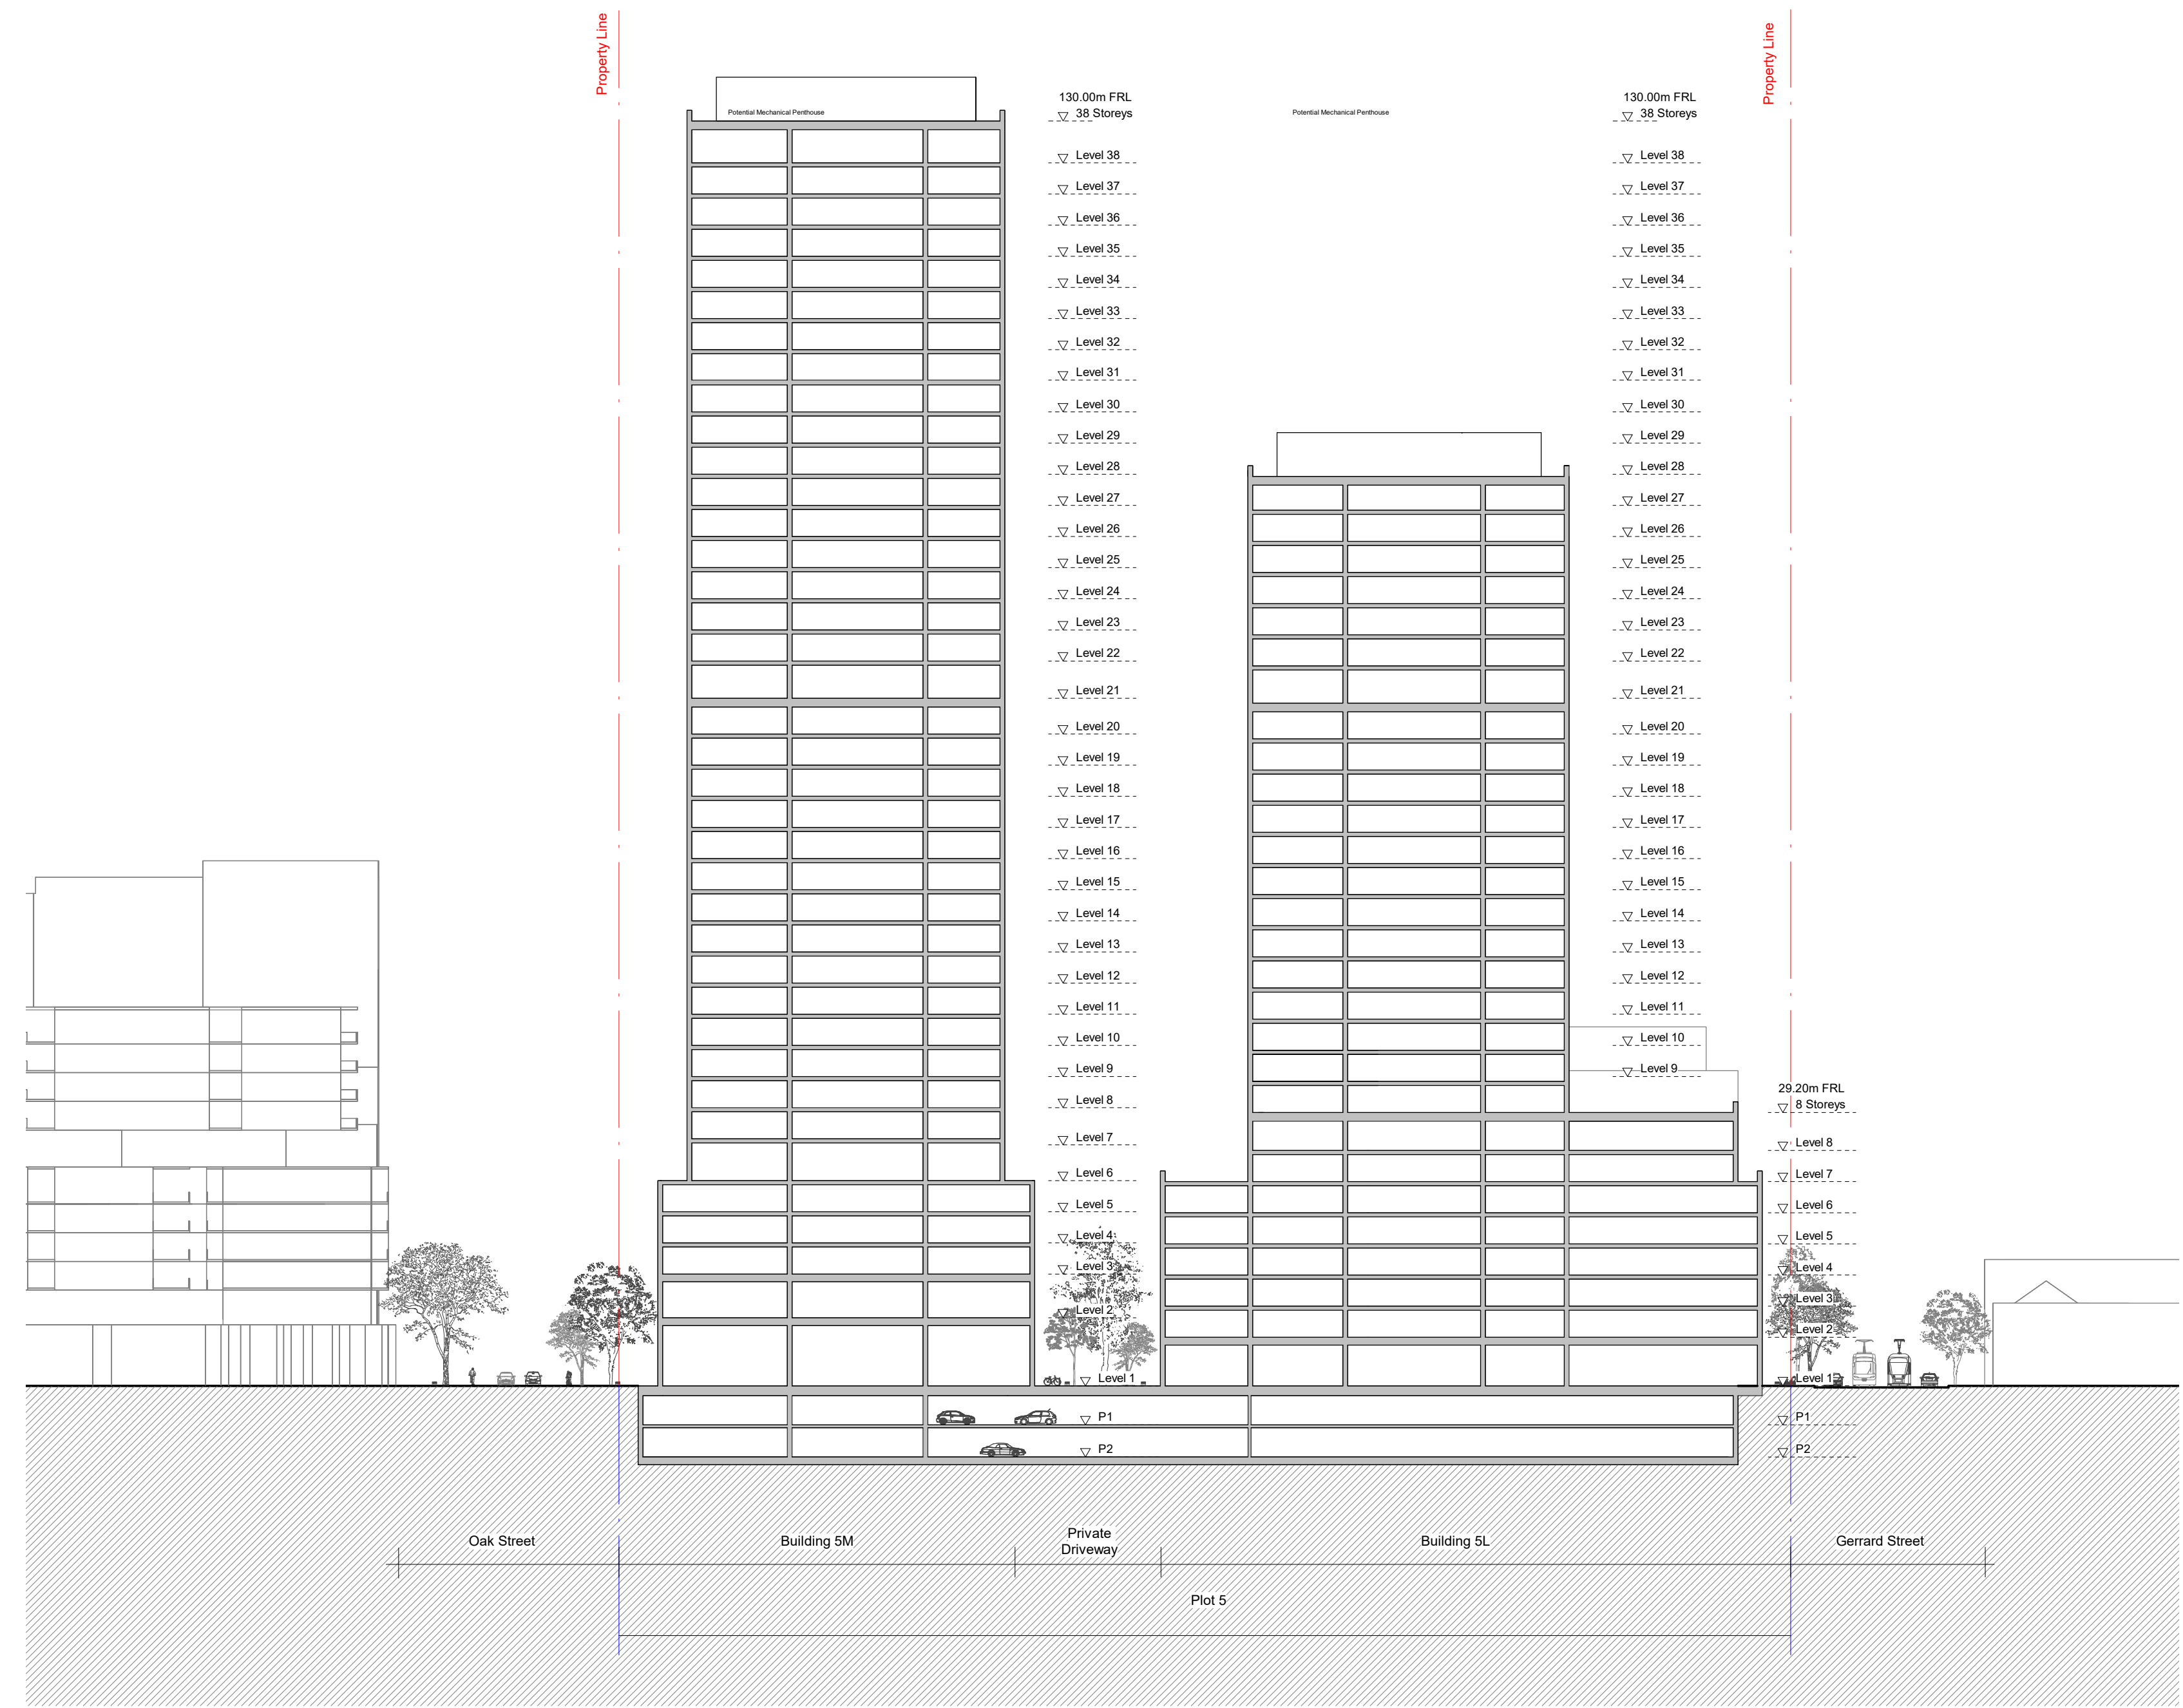 Property Line
Property Line
130.00m FRL
38 Storeys
Potential Mechanical Penthouse
Level 38
Level 37
Level 36
Level 35
Level 34
Level 33
Level 32
Level 31
Level 30
Level 29
Level 28
Level 27
Level 26
Level 25
Level 24
Level 23
Level 22
Level 21
Level 20
Level 19
Level 18
Level 17
Level 16
Level 15
Level 14
Level 13
Level 12
Level 11
Level 10
Level 9
Level 8
Level 7
Level 6
Level 5
Level 4
Level 3
Level 2
Level 1
P1
P2
130.00m FRL
38 Storeys
Potential Mechanical Penthouse
Level 38
Level 37
Level 36
Level 35
Level 34
Level 33
Level 32
Level 31
Level 30
Level 29
Level 28
Level 27
Level 26
Level 25
Level 24
Level 23
Level 22
Level 21
Level 20
Level 19
Level 18
Level 17
Level 16
Level 15
Level 14
Level 13
Level 12
Level 11
Level 10
Level 9
29.20m FRL
8 Storeys
Level 8
Level 7
Level 6
Level 5
Level 4
Level 3
Level 2
Level 1
P1
P2
Oak Street
Building 5M
Private
Driveway
Building 5L
Gerrard Street
Plot 5